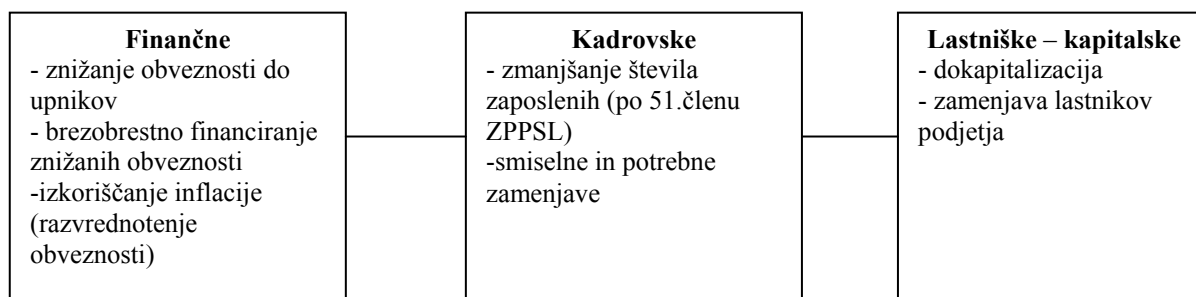 Finančne
- znižanje obveznosti do
upnikov
- brezobrestno financiranje
znižanih obveznosti
-izkoriščanje inflacije
(razvrednotenje
obveznosti)
Kadrovske
- zmanjšanje števila
zaposlenih (po 51.členu
ZPPSL)
-smiselne in potrebne
zamenjave
Lastniške – kapitalske
- dokapitalizacija
- zamenjava lastnikov
podjetja